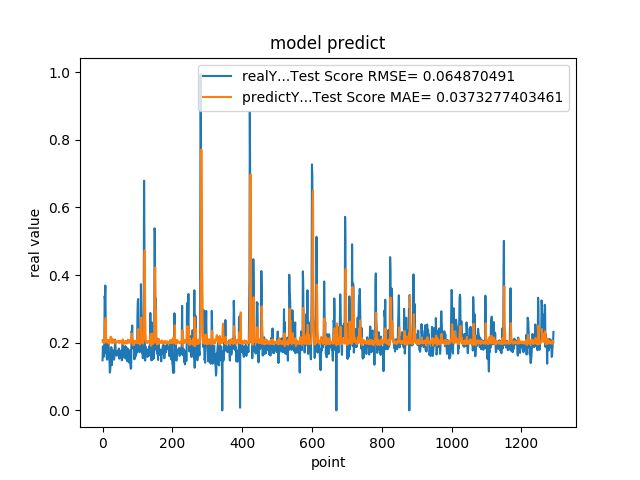 model predict
realY...Test Score RMSE= 0.064870491
predictY...Test Score MAE= 0.0373277403461
1.0
0.8
0.6
0.4
0.2
0.0
real value
0 200 400 600 800 1000 1200
point